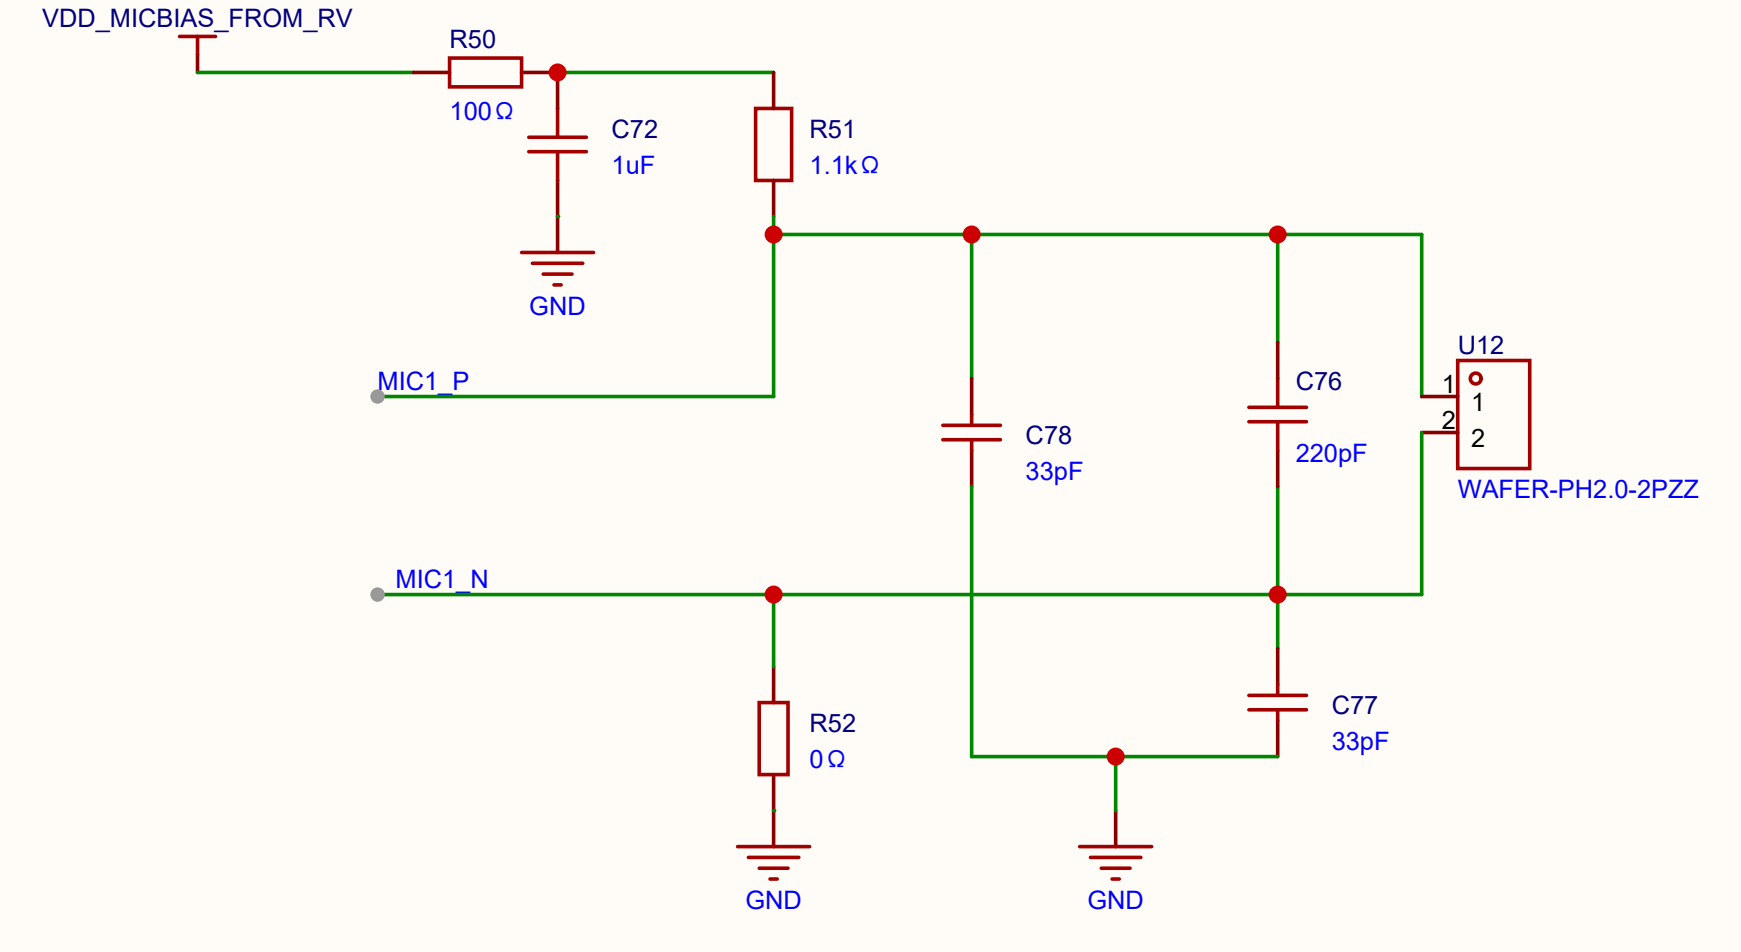 VDD_MICBIAS_FROM_RV
R50
100Ω
C72
1uF
GND
R51
1.1kΩ
MIC1_P
C78
33pF
C76
220pF
U12
1
1
2
2
WAFER-PH2.0-2PZZ
MIC1_N
R52
0Ω
GND
C77
33pF
GND